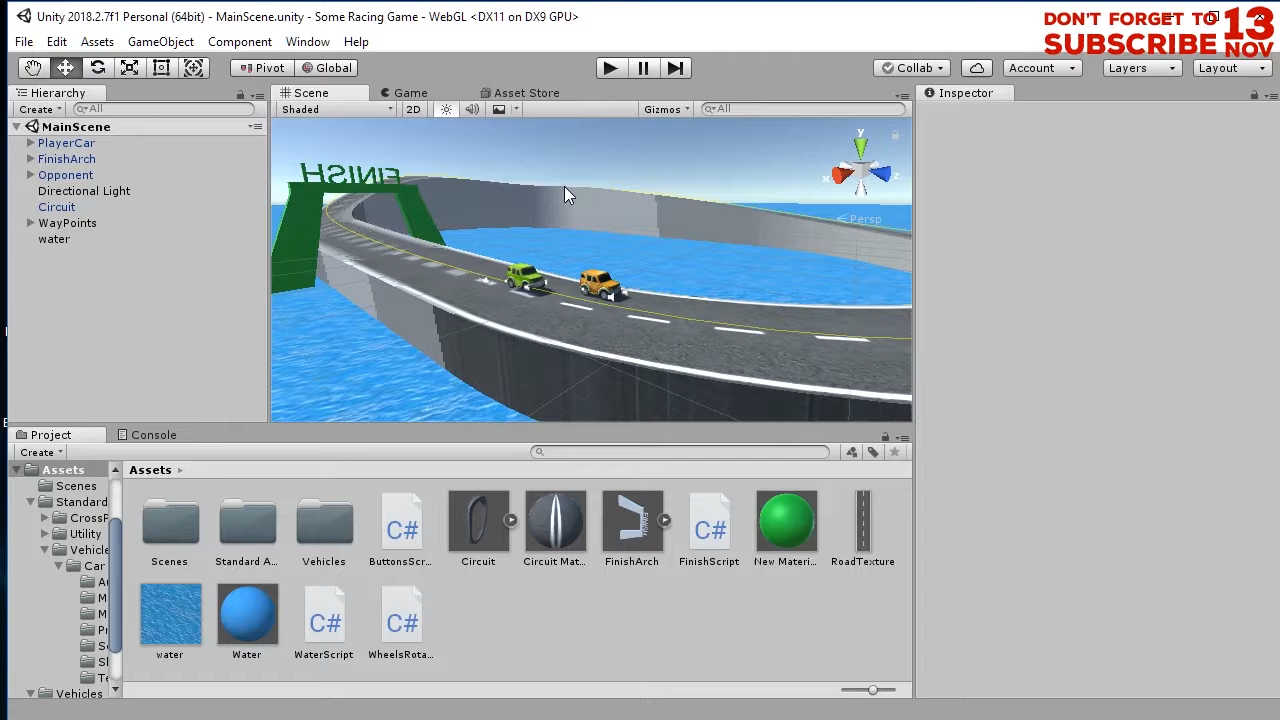 Unity 2018.2.7f1 Personal (64bit) - MainScene.unity - Some Racing Game - WebGL <DX11 on DX9 GPU>
DON'T FORGET TO
SUBSCRIBE
13
NOV
File Edit Assets GameObject Component Window Help
Pivot Global Collab Account Layers Layout
Hierarchy Scene Game Asset Store Inspector
Create All Shaded 2D Gizmos All
MainScene
PlayerCar
FinishArch
Opponent
Directional Light
Circuit
WayPoints
water
FINISH
y
x
z
Persp
Project Console
Create
Assets
Scenes
Standard
CrossP
Utility
Vehicle
Car
Vehicles
Assets
Scenes Standard A... Vehicles ButtonsScr... Circuit Circuit Mat... FinishArch FinishScript New Materi... RoadTexture
C# C#
water Water WaterScript WheelsRota...
C# C#